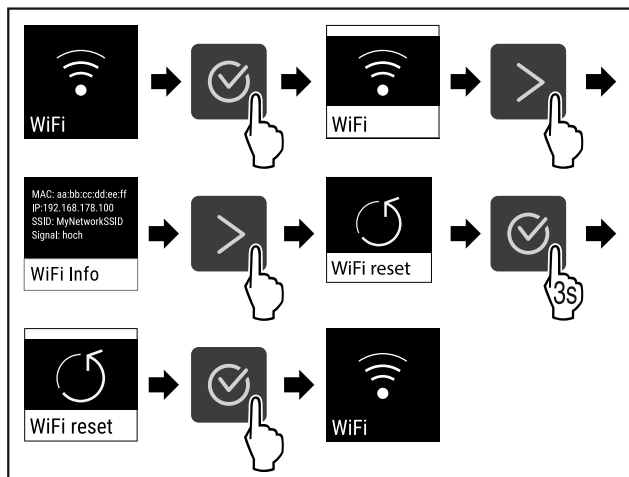 WiFi
WiFi
MAC: aa:bb:cc:dd:ee:ff
IP:192.168.178.100
SSID: MyNetworkSSID
Signal: hoch
WiFi Info
WiFi reset
3s
WiFi reset
WiFi